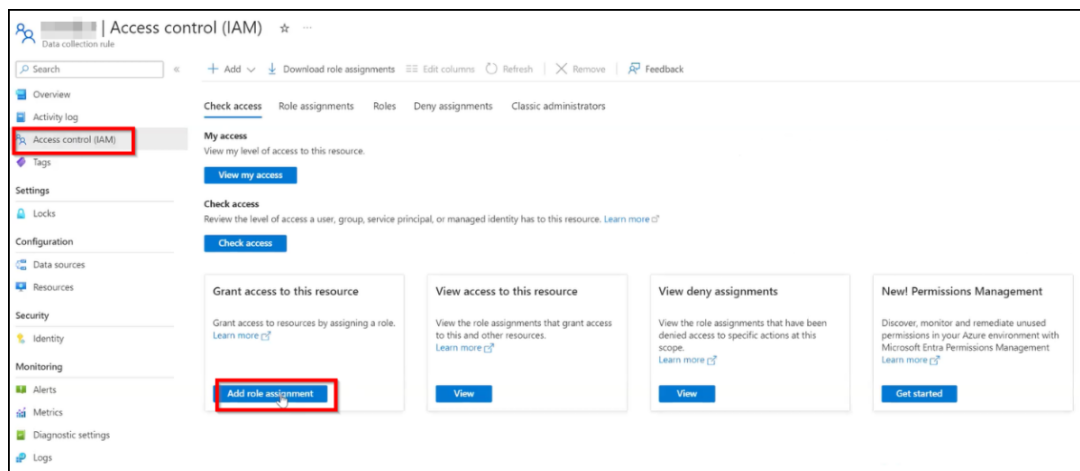 | Access control (IAM)
Data collection rule
Search
Add
Download role assignments
Edit columns
Refresh
Remove
Feedback
Overview
Activity log
Access control (IAM)
Tags
Settings
Locks
Configuration
Data sources
Resources
Security
Identity
Monitoring
Alerts
Metrics
Diagnostic settings
Logs
Check access
Role assignments
Roles
Deny assignments
Classic administrators
My access
View my level of access to this resource.
View my access
Check access
Review the level of access a user, group, service principal, or managed identity has to this resource. Learn more
Check access
Grant access to this resource
Grant access to resources by assigning a role.
Learn more
Add role assignment
View access to this resource
View the role assignments that grant access
to this and other resources.
Learn more
View
View deny assignments
View the role assignments that have been
denied access to specific actions at this
scope.
Learn more
View
New! Permissions Management
Discover, monitor and remediate unused
permissions in your Azure environment with
Microsoft Entra Permissions Management
Learn more
Get started